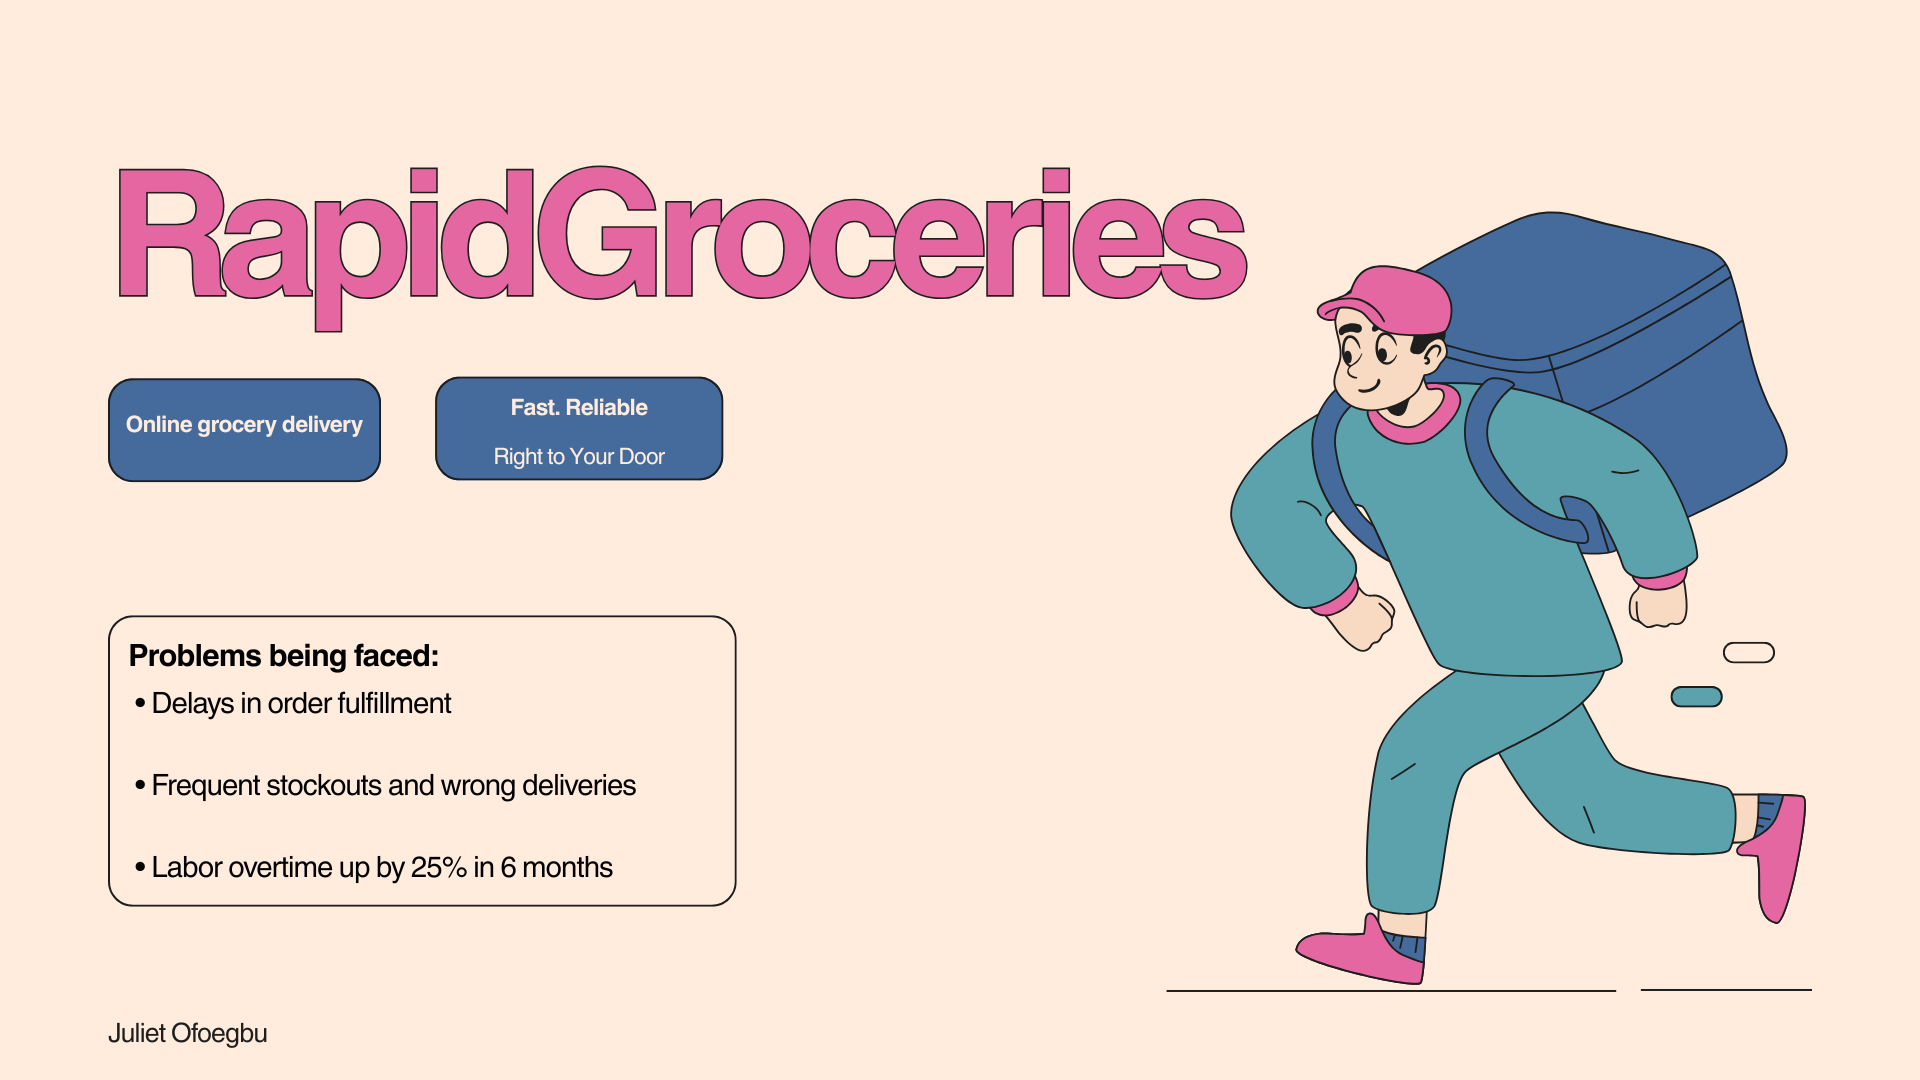 RapidGroceries
Online grocery delivery
Fast. Reliable
Right to Your Door
Problems being faced:
• Delays in order fulfillment
• Frequent stockouts and wrong deliveries
• Labor overtime up by 25% in 6 months
Juliet Ofoegbu